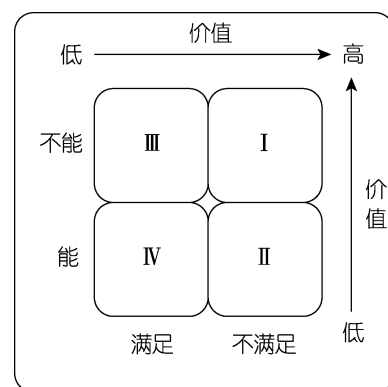 价值
低 高
不能 Ⅲ Ⅰ
价值
能 Ⅳ Ⅱ
低
满足 不满足